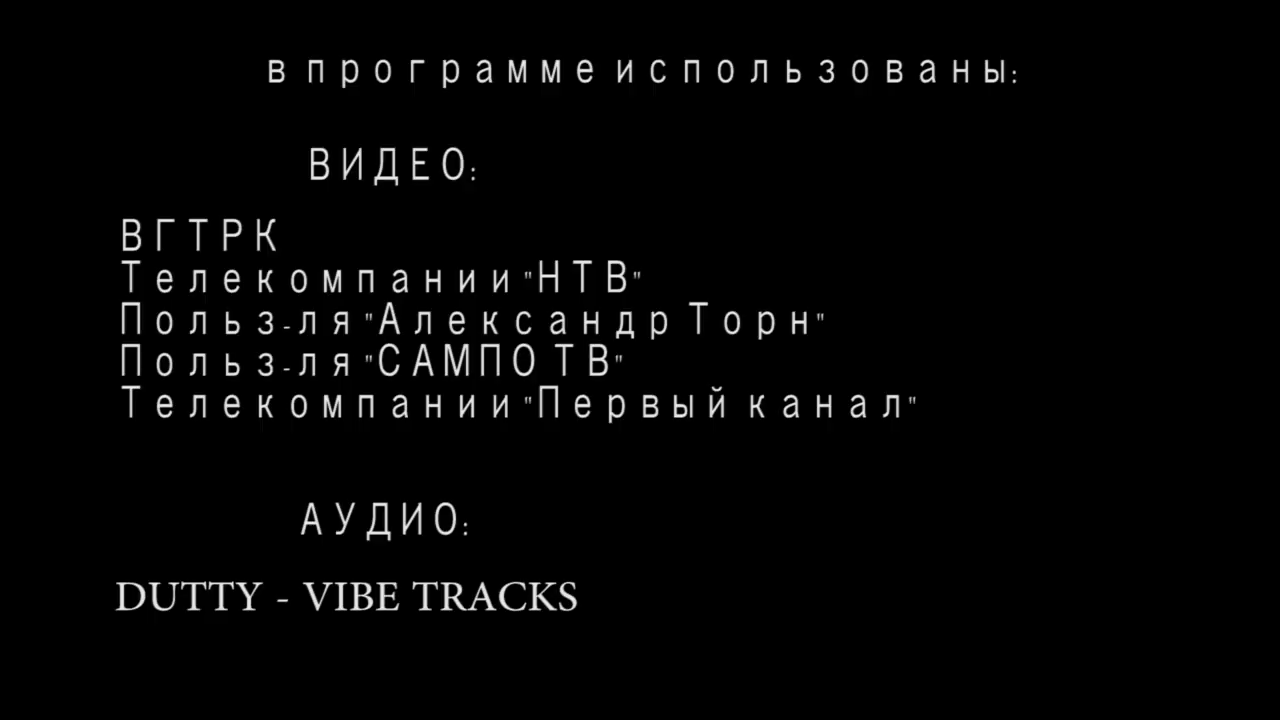 в программе использованы:
ВИДЕО:
ВГТРК
Телекомпании "НТВ"
Польз-ля "Александр Торн"
Польз-ля "САМПО ТВ"
Телекомпании "Первый канал"
АУДИО:
DUTTY - VIBE TRACKS